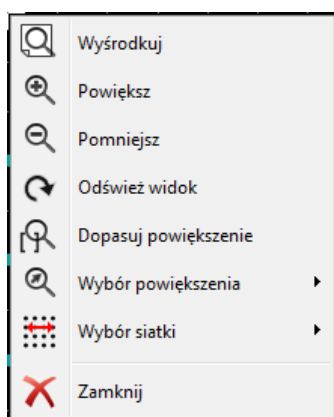 Wyśrodkuj
Powiększ
Pomniejsz
Odśwież widok
Dopasuj powiększenie
Wybór powiększenia
Wybór siatki
Zamknij